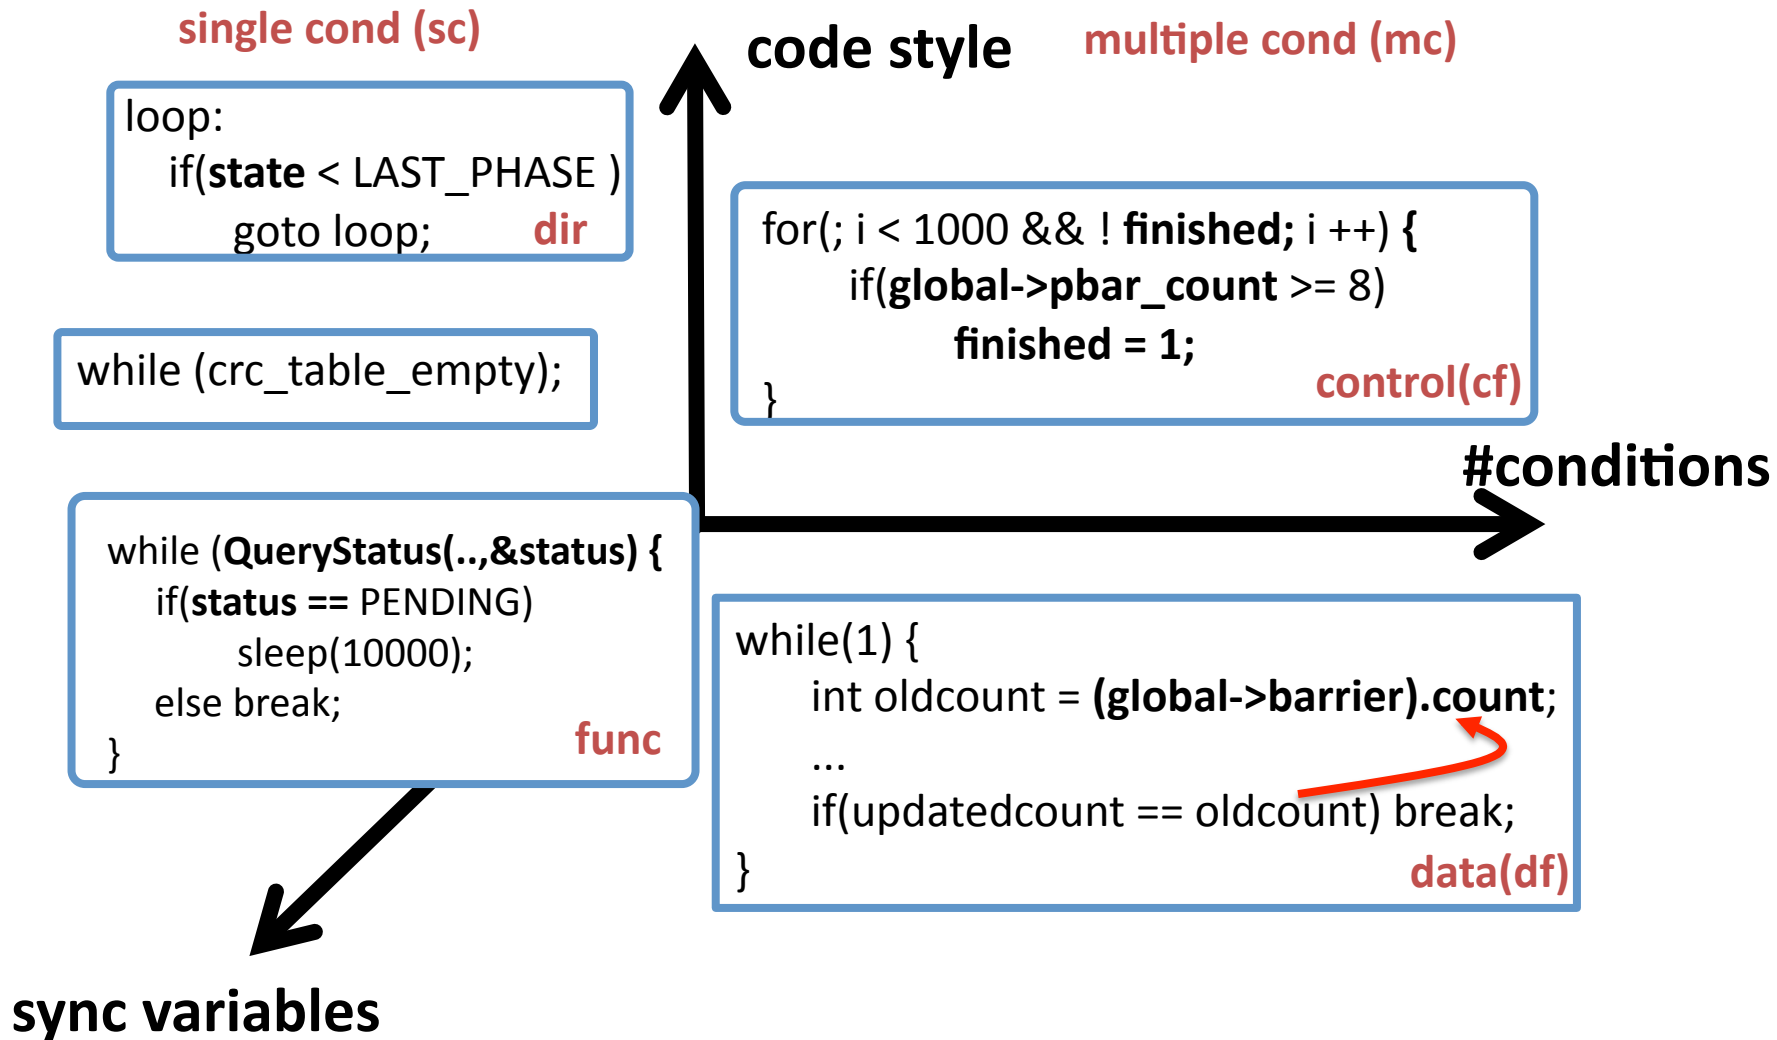 single cond (sc)
code style
multiple cond (mc)
loop:
if(state < LAST_PHASE )
goto loop;
dir
for(; i < 1000 && ! finished; i ++) {
if(global->pbar_count >= 8)
finished = 1;
}
control(cf)
while (crc_table_empty);
#conditions
while (QueryStatus(..,&status) {
if(status == PENDING)
sleep(10000);
else break;
}
func
while(1) {
int oldcount = (global->barrier).count;
...
if(updatedcount == oldcount) break;
}
data(df)
sync variables